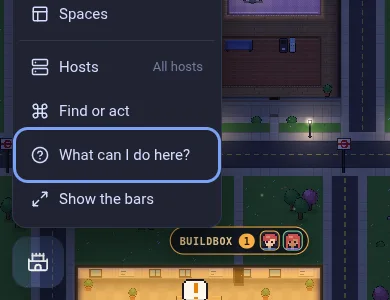 Spaces
Hosts All hosts
Find or act
What can I do here?
Show the bars
BUILDBOX 1
!